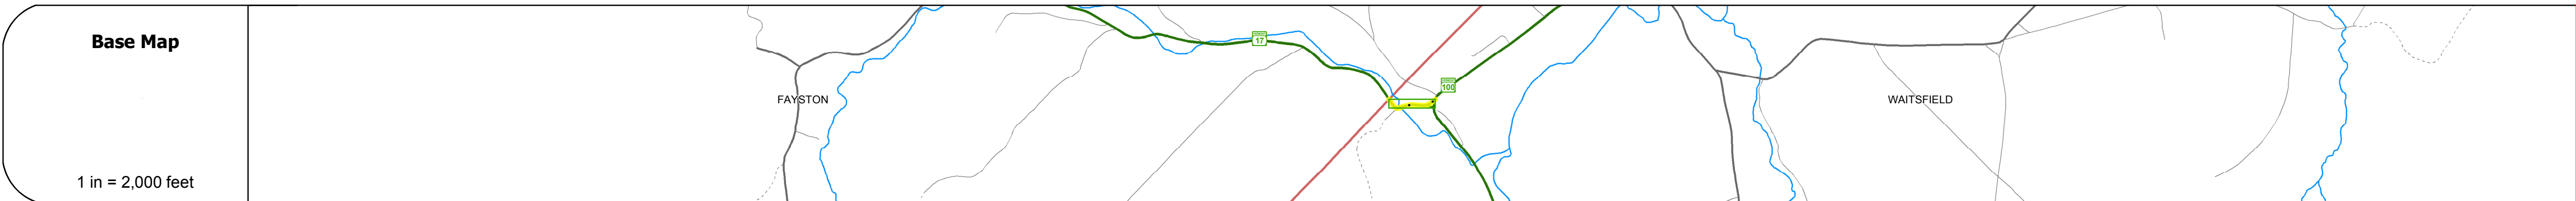 Base Map
17
100
FAYSTON
WAITSFIELD
1 in = 2,000 feet